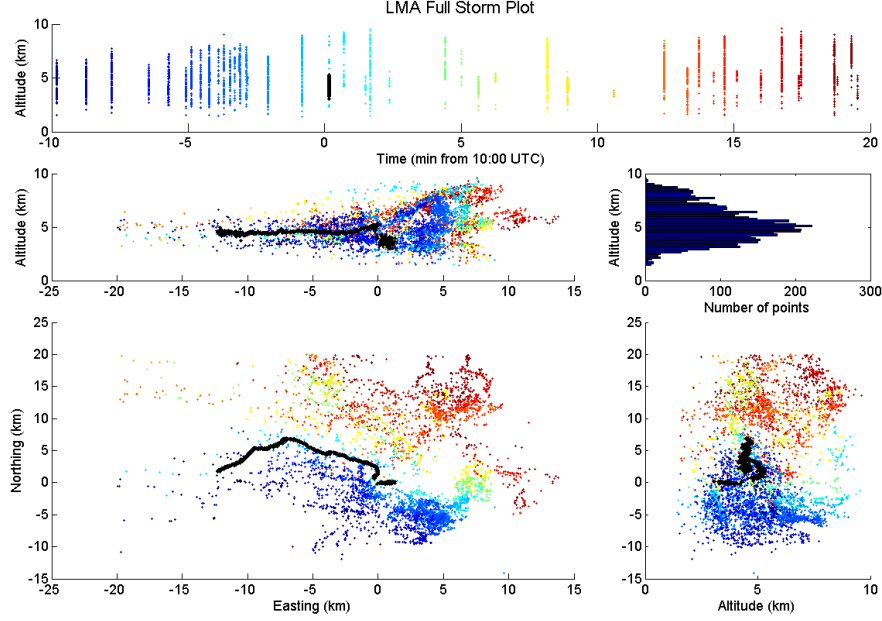 LMA Full Storm Plot
Altitude (km)
10
5
0
-10 -5 0 5 10 15 20
Time (min from 10:00 UTC)
Altitude (km)
10
5
0
-25 -20 -15 -10 -5 0 5 10 15
Altitude (km)
10
5
0
0 100 200 300
Number of points
Northing (km)
25
20
15
10
5
0
-5
-10
-15
-25 -20 -15 -10 -5 0 5 10 15
Easting (km)
25
20
15
10
5
0
-5
-10
-15
0 5 10
Altitude (km)